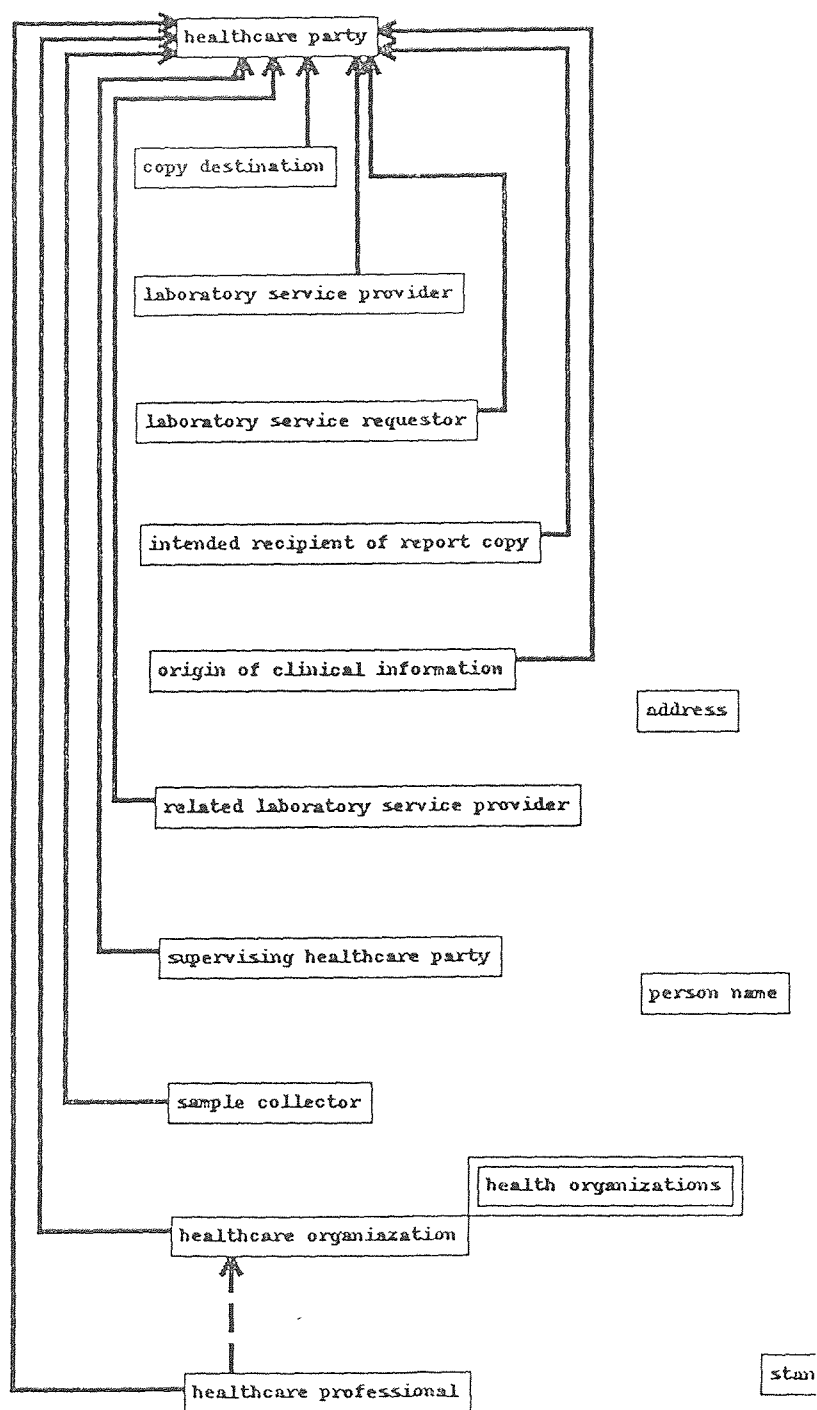 healthcare party
copy destination
laboratory service provider
laboratory service requestor
intended recipient of report copy
origin of clinical information
address
related laboratory service provider
supervising healthcare party
person name
sample collector
health organizations
healthcare organiazation
healthcare professional
stan